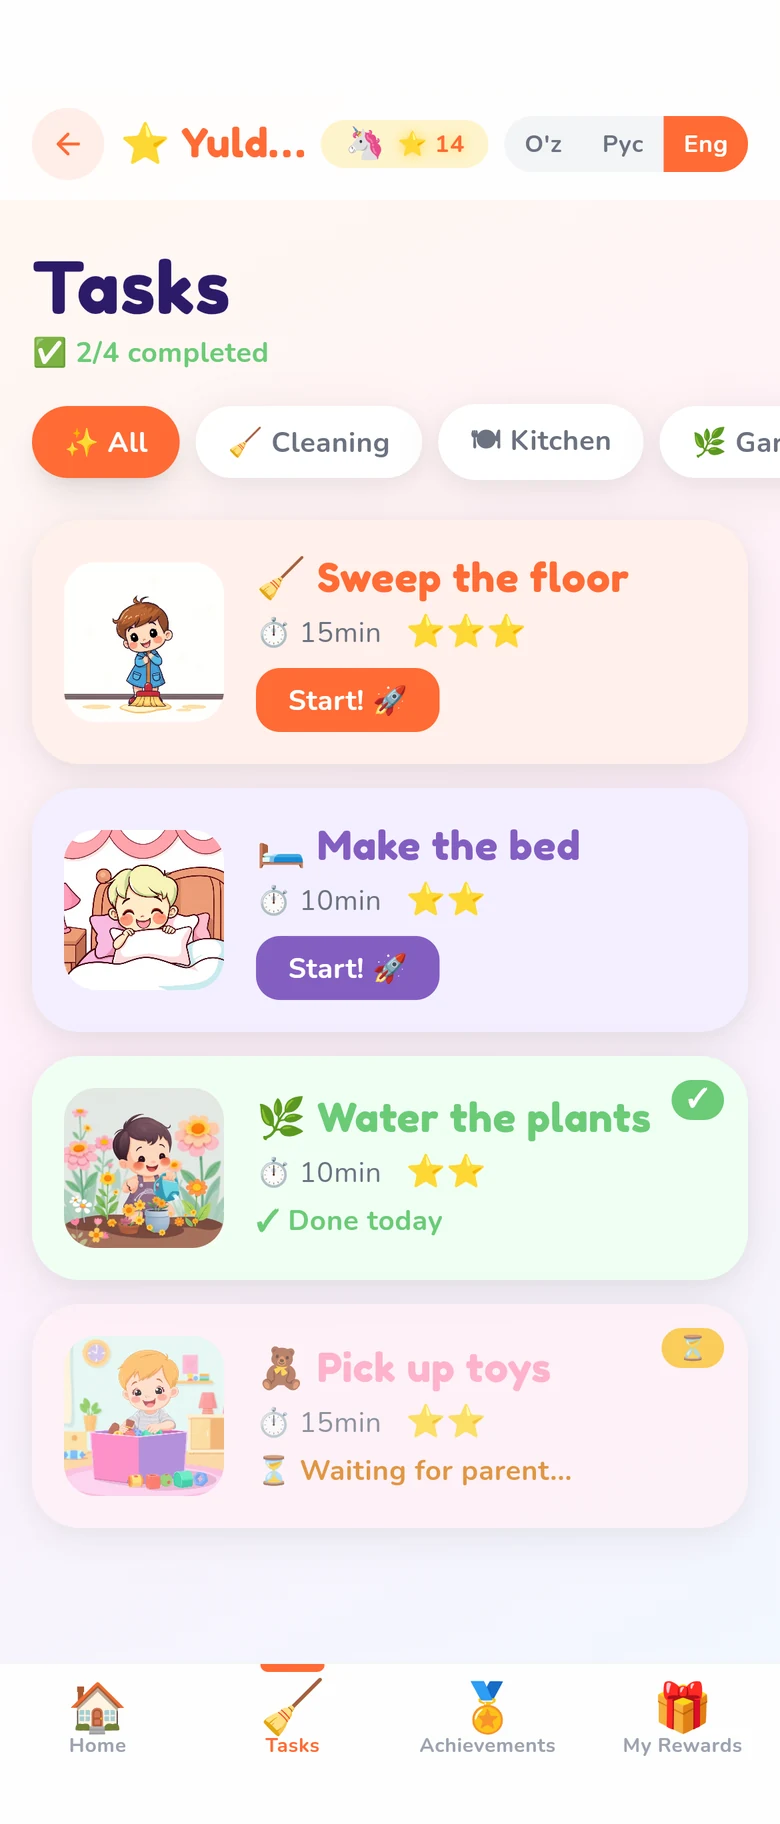 ⭐ Yuld... 🦄 ⭐ 14 O'z Рус Eng
Tasks
✅ 2/4 completed
✨ All 🧹 Cleaning 🍽 Kitchen 🌿 Gar
🧹 Sweep the floor
⏱ 15min ⭐⭐⭐
Start! 🚀
🛏 Make the bed
⏱ 10min ⭐⭐
Start! 🚀
🌿 Water the plants ✓
⏱ 10min ⭐⭐
✓ Done today
🧸 Pick up toys ⏳
⏱ 15min ⭐⭐
⏳ Waiting for parent...
Home Tasks Achievements My Rewards